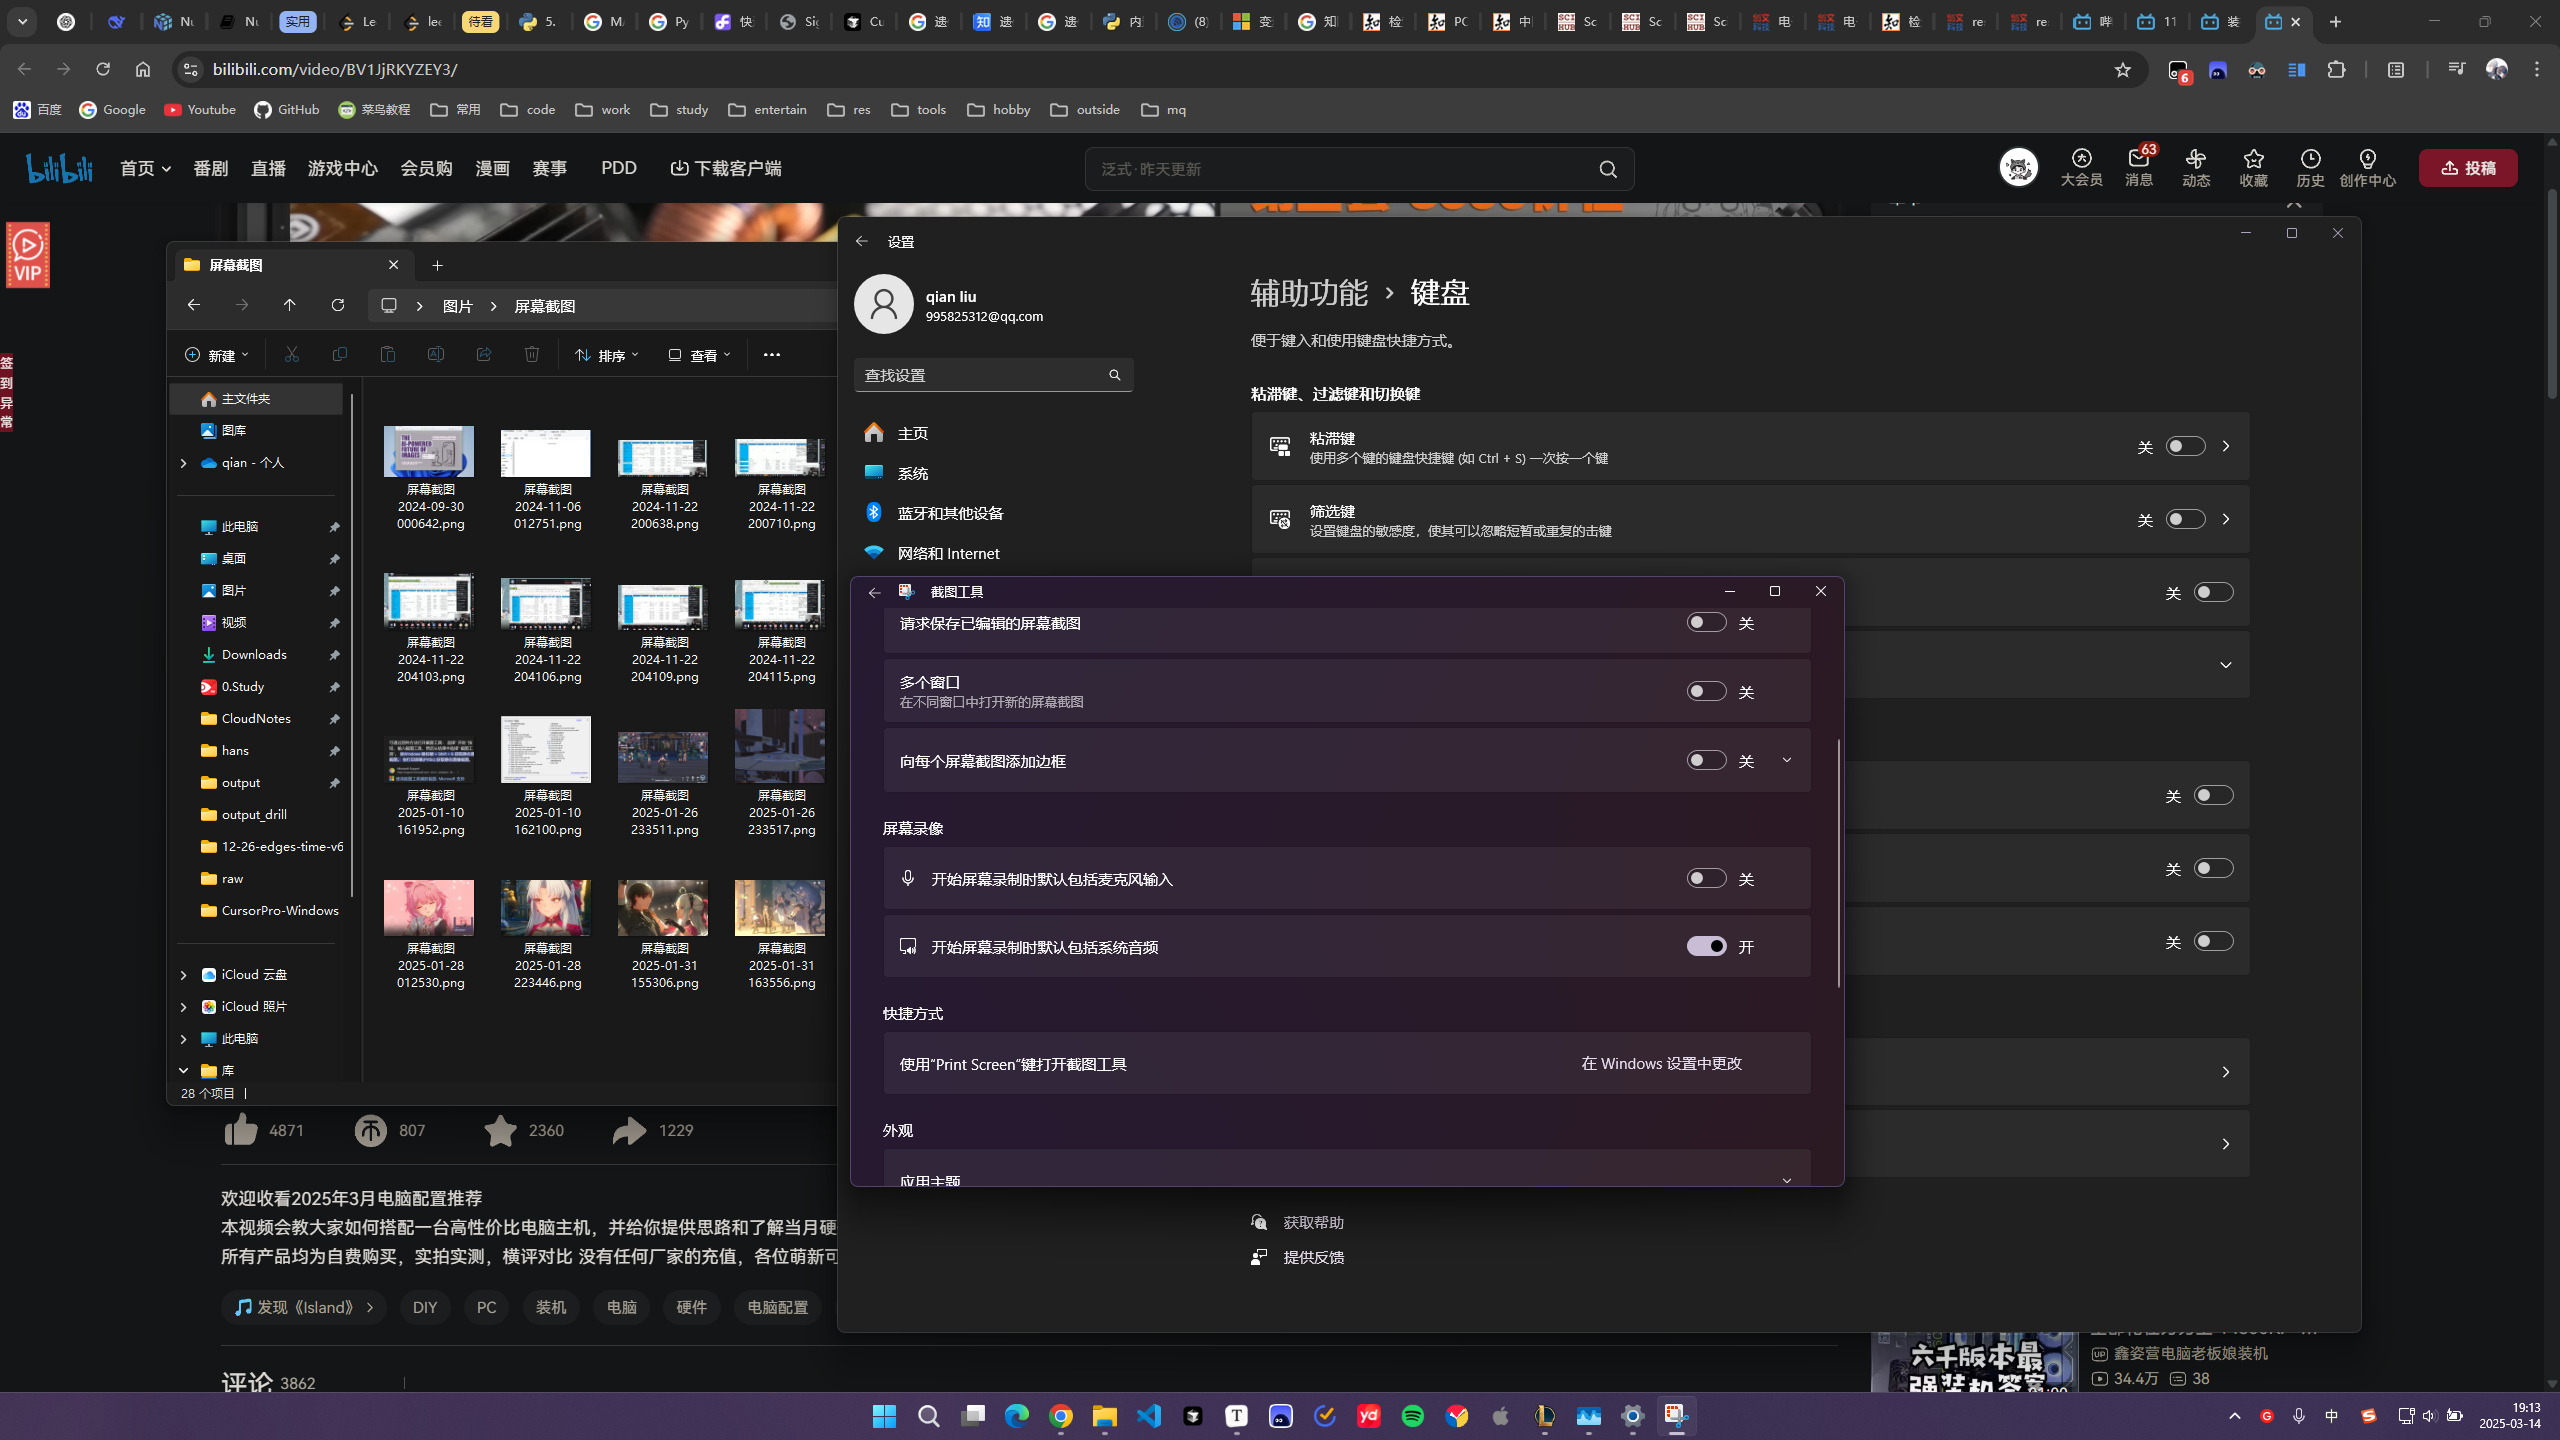 Nu
Nu
实用
Le
lee
待看
5.
M
Py
快
Sig
Cu
遗
遗
遗
内
(8)
变
知
检
PC
中
Sc
Sc
Sc
电
电
检
re
re
哔
11
装
bilibili.com/video/BV1JjRKYZEY3/
6
百度
Google
Youtube
GitHub
菜鸟教程
常用
code
work
study
entertain
res
tools
hobby
outside
mq
bilibili
首页
番剧
直播
游戏中心
会员购
漫画
赛事
PDD
下载客户端
泛式·昨天更新
大会员
63
消息
动态
收藏
历史
创作中心
投稿
VIP
签到异常
屏幕截图
图片
屏幕截图
新建
排序
查看
主文件夹
图库
qian - 个人
此电脑
桌面
图片
视频
Downloads
0.Study
CloudNotes
hans
output
output_drill
12-26-edges-time-v6
raw
CursorPro-Windows
iCloud 云盘
iCloud 照片
此电脑
库
28 个项目
屏幕截图 2024-09-30 000642.png
屏幕截图 2024-11-06 012751.png
屏幕截图 2024-11-22 200638.png
屏幕截图 2024-11-22 200710.png
屏幕截图 2024-11-22 204103.png
屏幕截图 2024-11-22 204106.png
屏幕截图 2024-11-22 204109.png
屏幕截图 2024-11-22 204115.png
屏幕截图 2025-01-10 161952.png
屏幕截图 2025-01-10 162100.png
屏幕截图 2025-01-26 233511.png
屏幕截图 2025-01-26 233517.png
屏幕截图 2025-01-28 012530.png
屏幕截图 2025-01-28 223446.png
屏幕截图 2025-01-31 155306.png
屏幕截图 2025-01-31 163556.png
设置
qian liu
995825312@qq.com
查找设置
主页
系统
蓝牙和其他设备
网络和 Internet
辅助功能 › 键盘
便于键入和使用键盘快捷方式。
粘滞键、过滤键和切换键
粘滞键
使用多个键的键盘快捷键 (如 Ctrl + S) 一次按一个键
关
筛选键
设置键盘的敏感度，使其可以忽略短暂或重复的击键
关
关
关
关
关
获取帮助
提供反馈
截图工具
请求保存已编辑的屏幕截图
关
多个窗口
在不同窗口中打开新的屏幕截图
关
向每个屏幕截图添加边框
关
屏幕录像
开始屏幕录制时默认包括麦克风输入
关
开始屏幕录制时默认包括系统音频
开
快捷方式
使用“Print Screen”键打开截图工具
在 Windows 设置中更改
外观
应用主题
4871
807
2360
1229
欢迎收看2025年3月电脑配置推荐
本视频会教大家如何搭配一台高性价比电脑主机，并给你提供思路和了解当月硬
所有产品均为自费购买，实拍实测，横评对比 没有任何厂家的充值，各位萌新可
发现《Island》
DIY
PC
装机
电脑
硬件
电脑配置
评论 3862
六千版本最
强装机答案
鑫姿营电脑老板娘装机
34.4万
38
中
19:13
2025-03-14